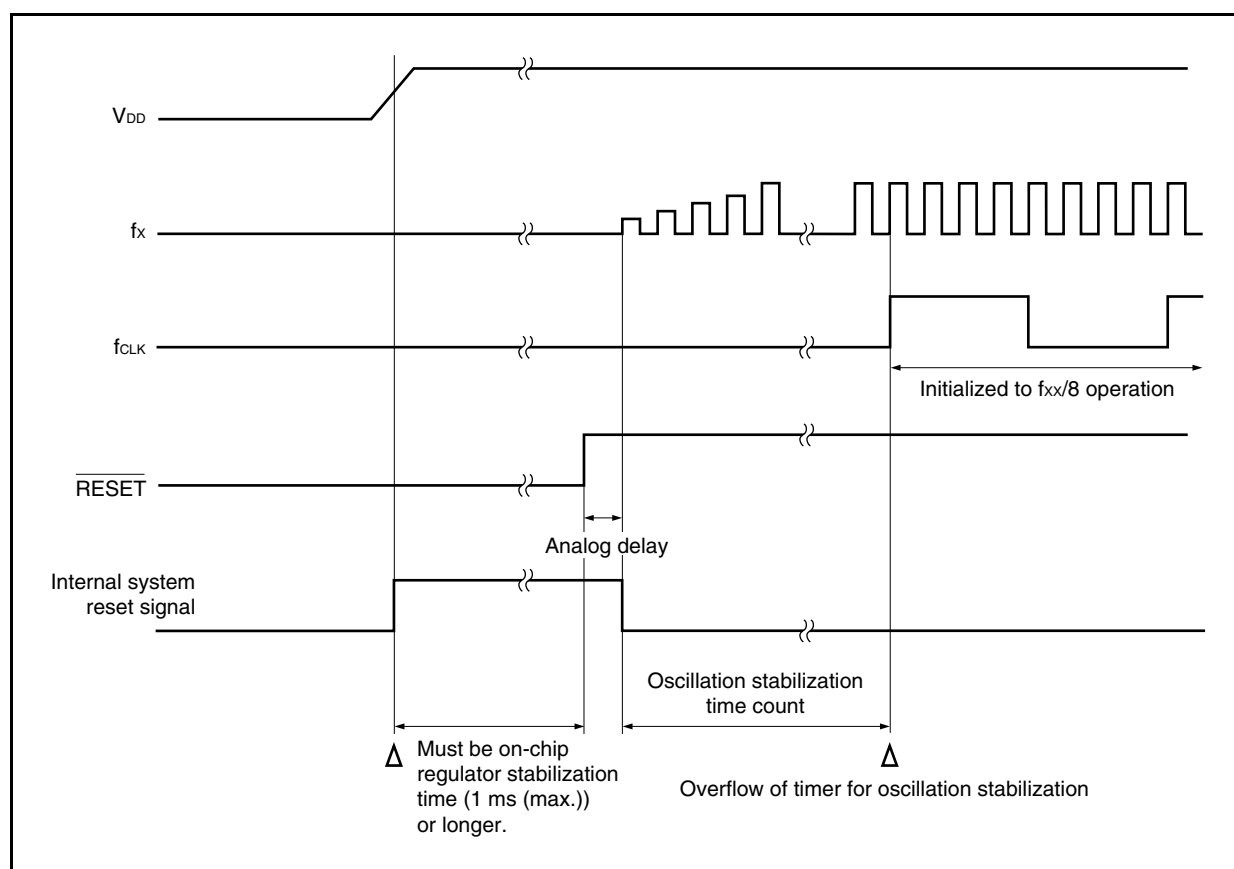 VDD
fX
fCLK
Initialized to fXX/8 operation
RESET
Analog delay
Internal system
reset signal
Oscillation stabilization
time count
Must be on-chip
regulator stabilization
time (1 ms (max.))
or longer.
Overflow of timer for oscillation stabilization